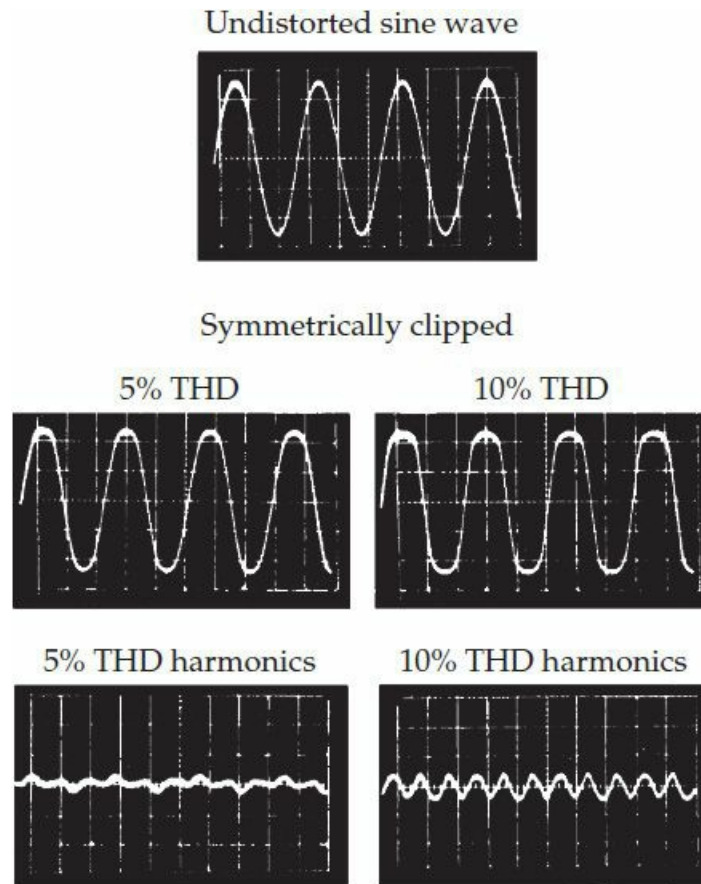 Undistorted sine wave
Symmetrically clipped
5% THD
10% THD
5% THD harmonics
10% THD harmonics